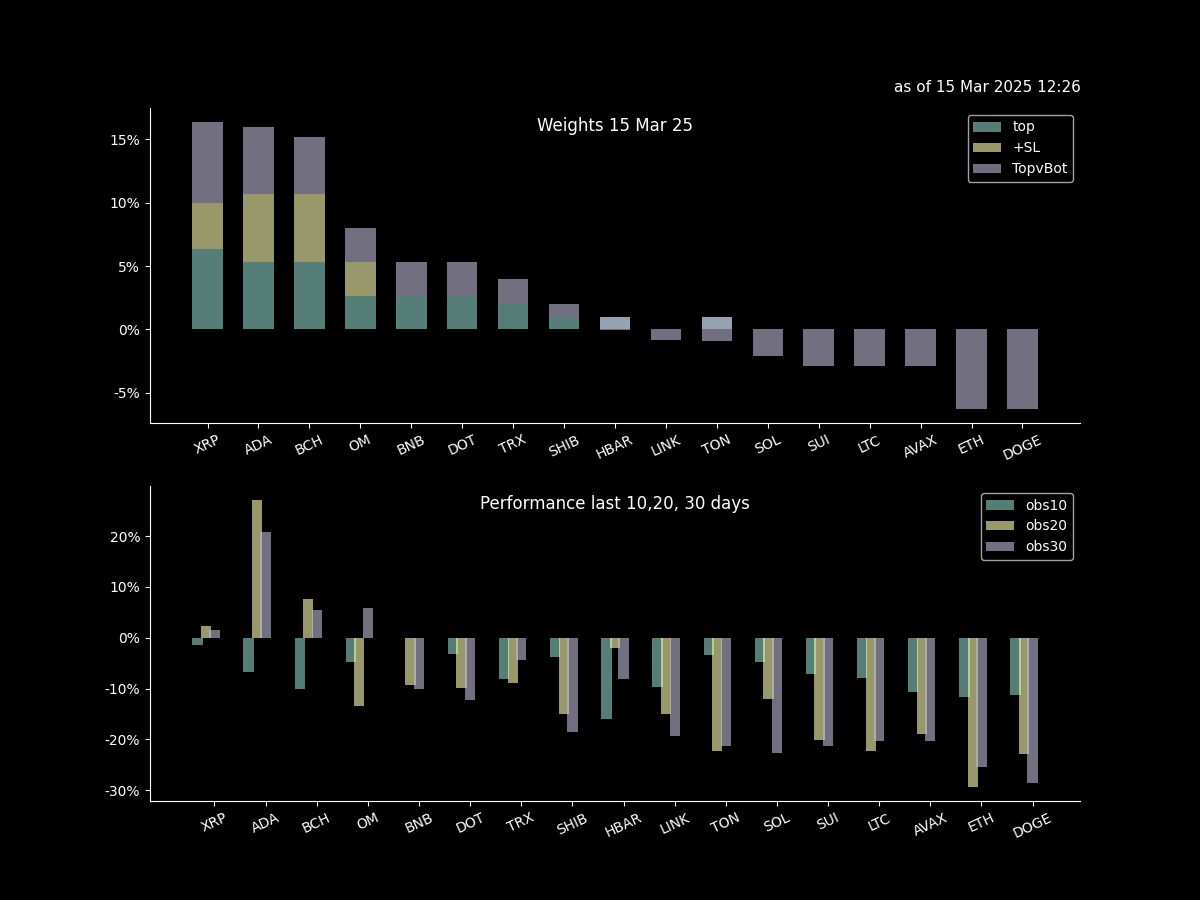 as of 15 Mar 2025 12:26
Weights 15 Mar 25
top
+SL
TopvBot
15%
10%
5%
0%
-5%
XRP ADA BCH OM BNB DOT TRX SHIB HBAR LINK TON SOL SUI LTC AVAX ETH DOGE
Performance last 10,20, 30 days
obs10
obs20
obs30
20%
10%
0%
-10%
-20%
-30%
XRP ADA BCH OM BNB DOT TRX SHIB HBAR LINK TON SOL SUI LTC AVAX ETH DOGE